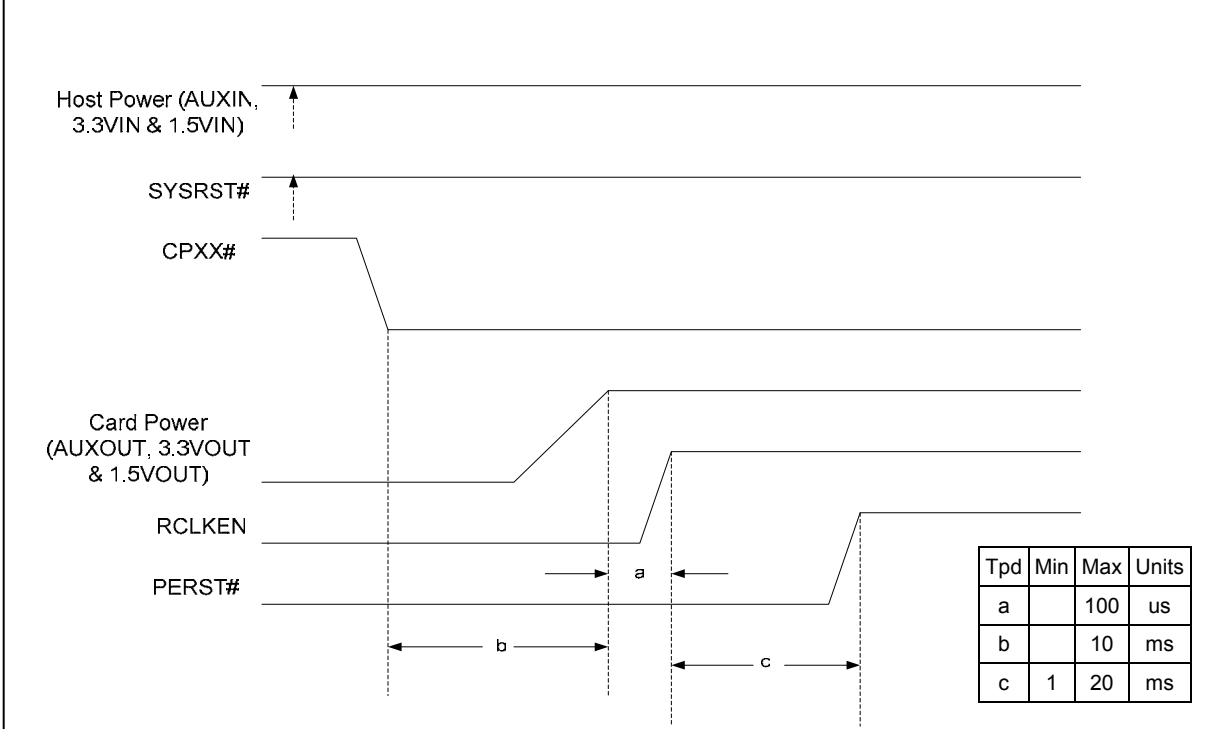 Host Power (AUXIN,
3.3VIN & 1.5VIN)
SYSRST#
CPXX#
Card Power
(AUXOUT, 3.3VOUT
& 1.5VOUT)
RCLKEN
PERST#
a
b
c
Tpd Min Max Units
a 100 us
b 10 ms
c 1 20 ms